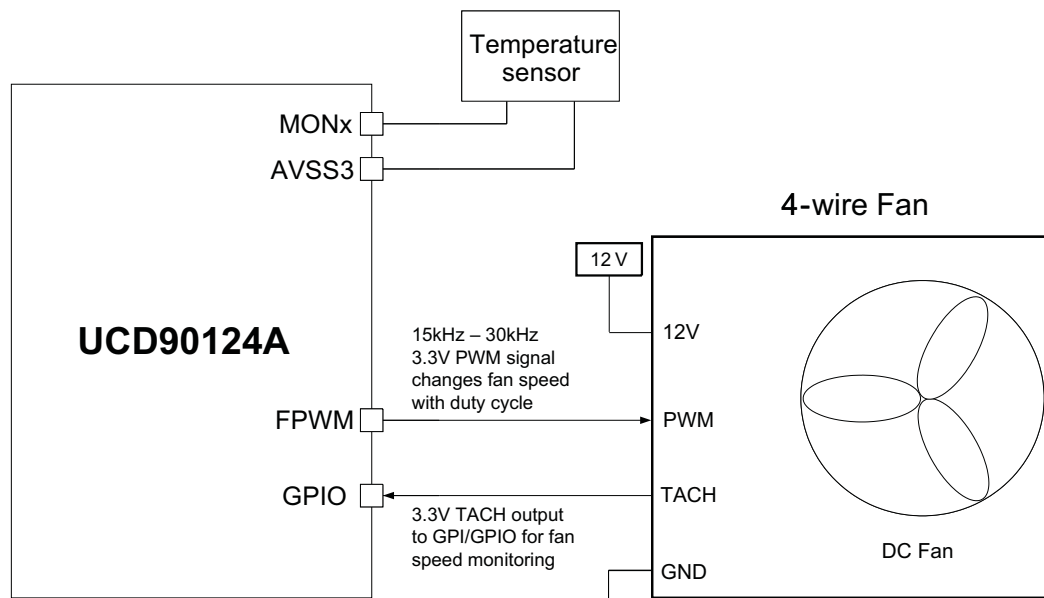 Temperature
sensor
MONx
AVSS3
4-wire Fan
12 V
UCD90124A
15kHz – 30kHz
3.3V PWM signal
changes fan speed
with duty cycle
12V
FPWM
PWM
GPIO
TACH
3.3V TACH output
to GPI/GPIO for fan
speed monitoring
DC Fan
GND